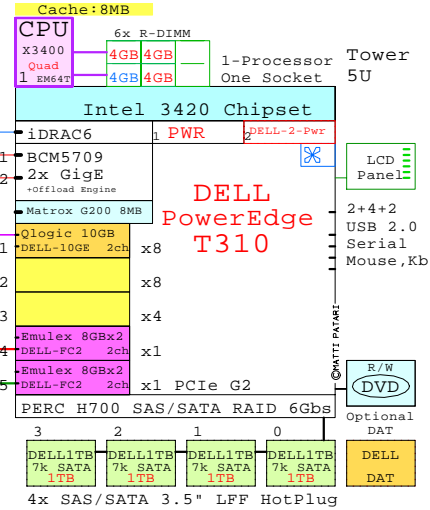 Cache:8MB
CPU
X3400
Quad
1 EM64T
6x R-DIMM
4GB 4GB
4GB 4GB
1-Processor
One Socket
Tower
5U
Intel 3420 Chipset
iDRAC6
1 PWR
2 DELL-2-Pwr
1 BCM5709
2 2x GigE
+Offload Engine
Matrox G200 8MB
LCD
Panel
DELL
PowerEdge
T310
2+4+2
USB 2.0
Serial
Mouse,Kb
Qlogic 10GB
1 DELL-10GE 2ch x8
2 x8
3 x4
Emulex 8GBx2
4 DELL-FC2 2ch x1
Emulex 8GBx2
5 DELL-FC2 2ch x1 PCIe G2
©MATTI PATARI
R/W
DVD
PERC H700 SAS/SATA RAID 6Gbs
Optional
DAT
3 2 1 0
DELL1TB DELL1TB DELL1TB DELL1TB
7k SATA 7k SATA 7k SATA 7k SATA
1TB 1TB 1TB 1TB
DELL
DAT
4x SAS/SATA 3.5" LFF HotPlug